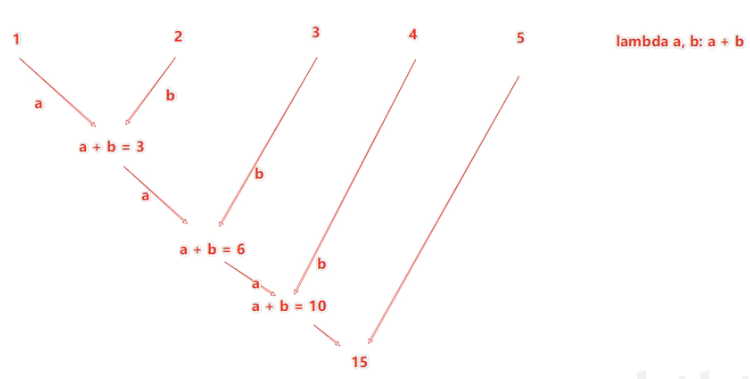 1 2 3 4 5 lambda a, b: a + b
a b
a + b = 3
b
a
a + b = 6
b
a
a + b = 10
15